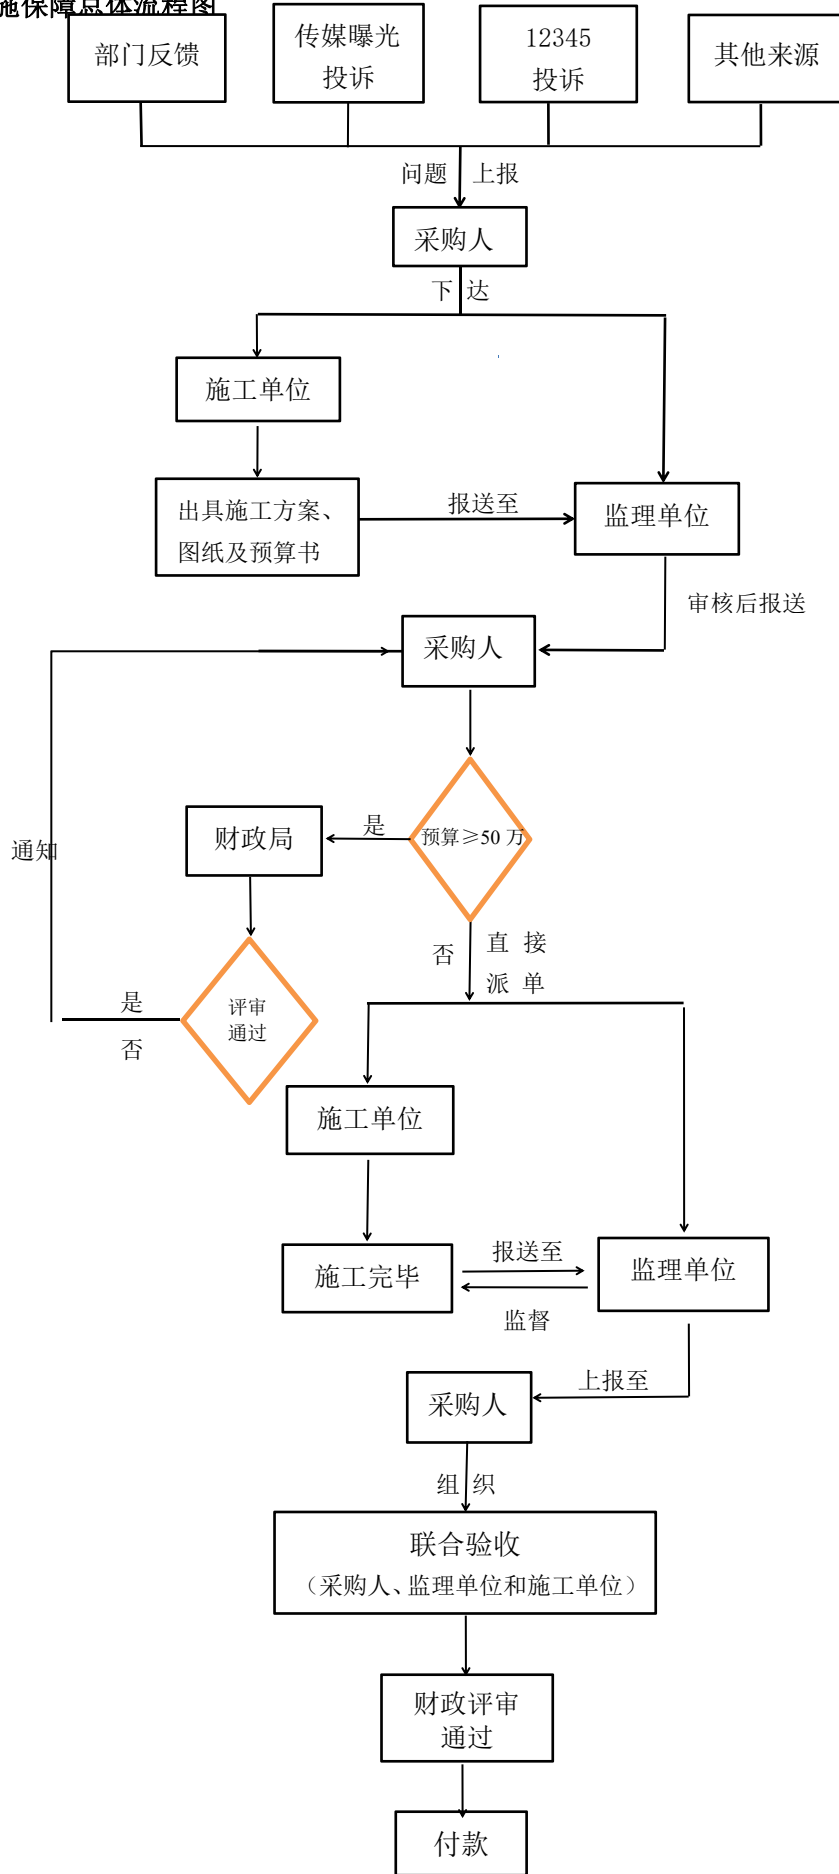 施保障总体流程图
部门反馈
传媒曝光
投诉
12345
投诉
其他来源
问题 上报
采购人
下 达
施工单位
出具施工方案、
图纸及预算书
报送至
监理单位
审核后报送
采购人
预算≥50 万
是
财政局
通知
否
直 接
派 单
评审
通过
是
否
施工单位
施工完毕
报送至
监督
监理单位
上报至
采购人
组 织
联合验收
（采购人、监理单位和施工单位）
财政评审
通过
付款